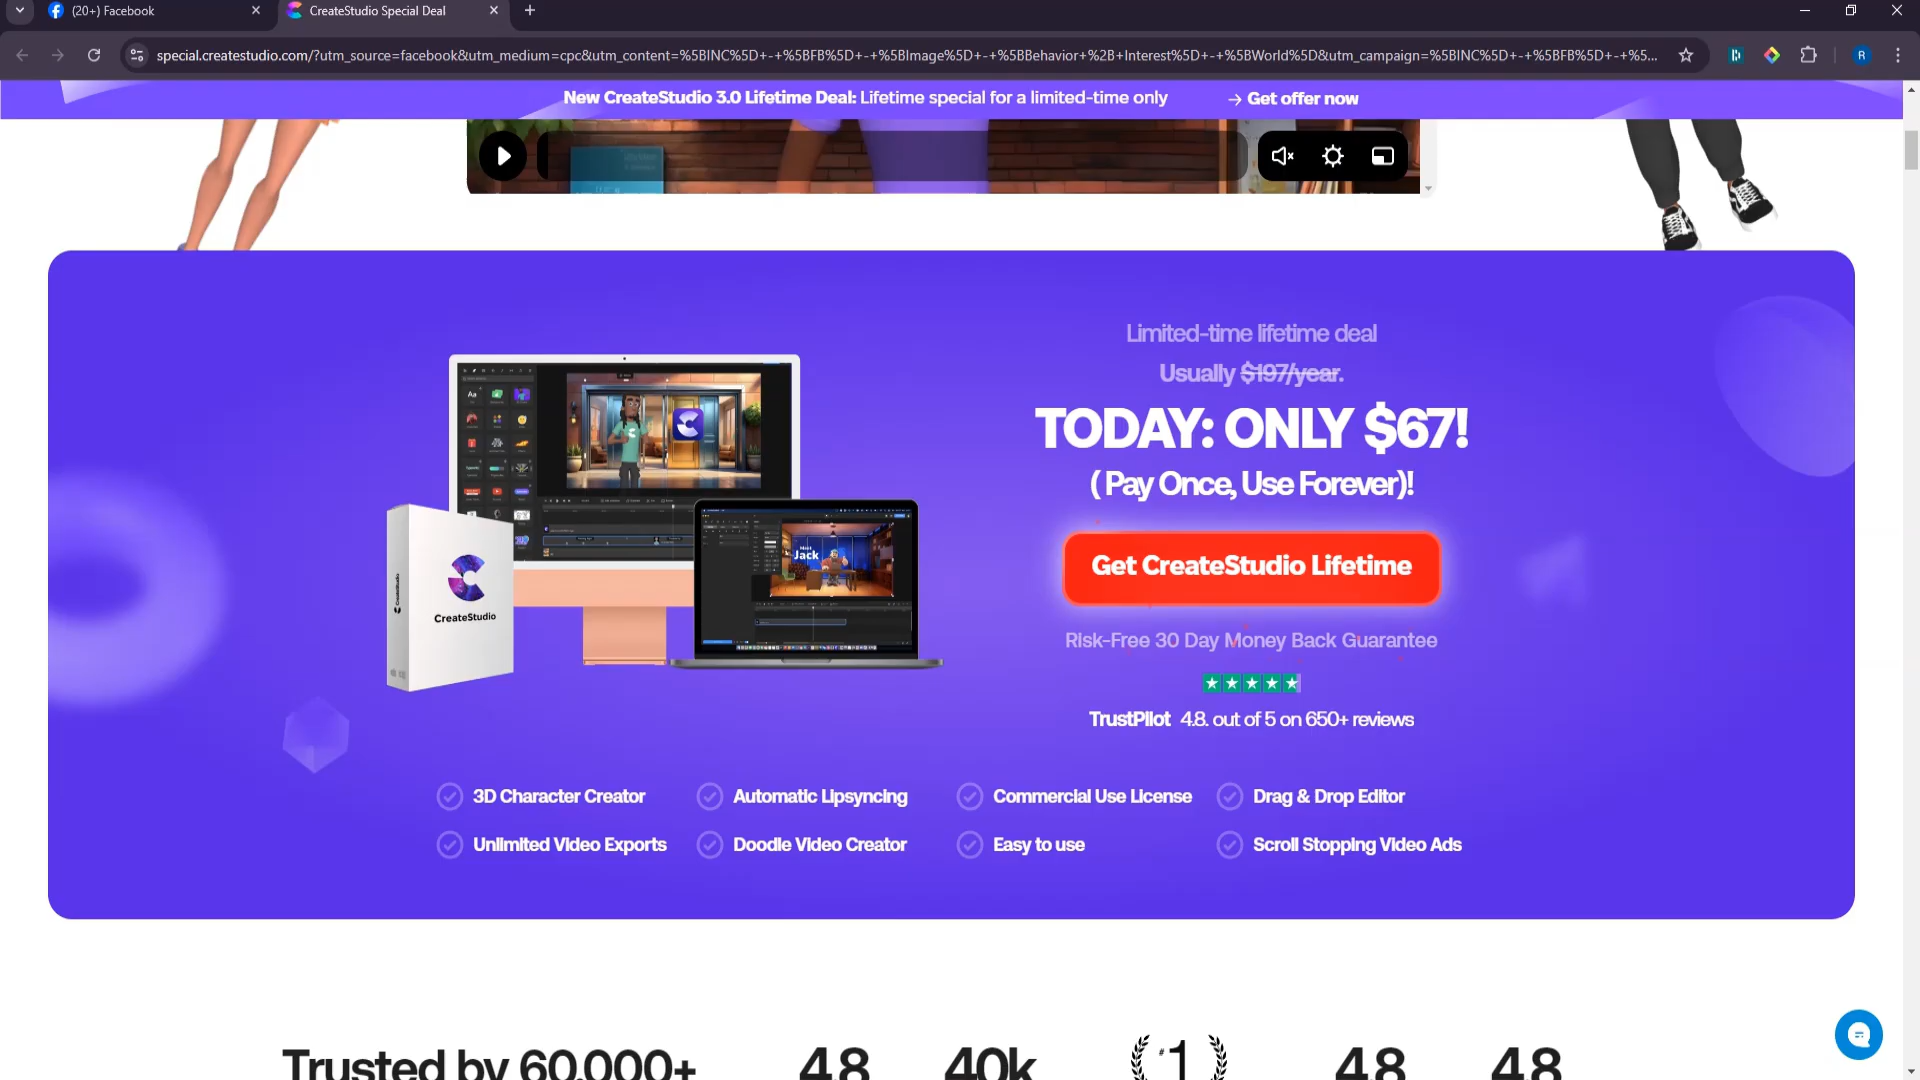 (20+) Facebook
CreateStudio Special Deal
special.createstudio.com/?utm_source=facebook&utm_medium=cpc&utm_content=%5BINC%5D+-+%5BFB%5D+-+%5BImage%5D+-+%5BBehavior+%2B+Interest%5D+-+%5BWorld%5D&utm_campaign=%5BINC%5D+-+%5BFB%5D+-+%5...
R
New CreateStudio 3.0 Lifetime Deal: Lifetime special for a limited-time only → Get offer now
Limited-time lifetime deal
Usually $197/year.
TODAY: ONLY $67!
( Pay Once, Use Forever)!
Get CreateStudio Lifetime
Risk-Free 30 Day Money Back Guarantee
TrustPilot 4.8. out of 5 on 650+ reviews
Meet
Jack
CreateStudio
CreateStudio
3D Character Creator
Automatic Lipsyncing
Commercial Use License
Drag & Drop Editor
Unlimited Video Exports
Doodle Video Creator
Easy to use
Scroll Stopping Video Ads
Trusted by 60,000+
4.8
40k
#1
4.8
4.8